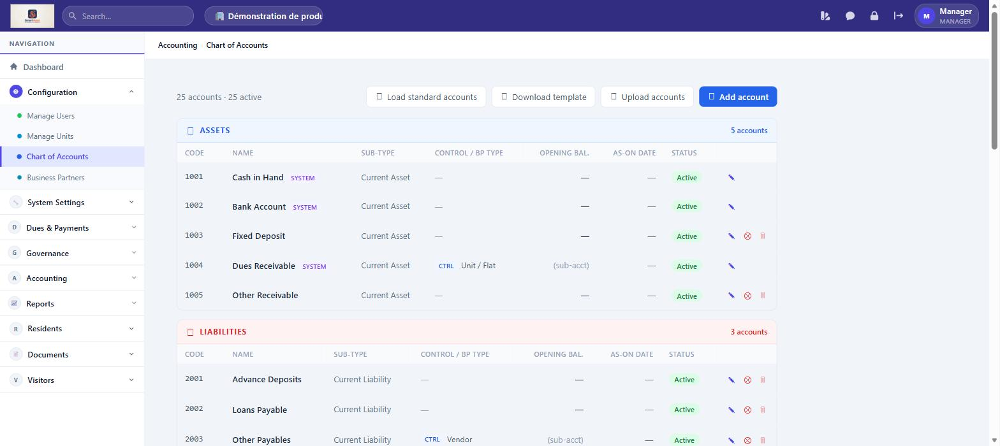 SmartAsset
Search...
Démonstration de produ
Manager
M
MANAGER
NAVIGATION
Accounting
Chart of Accounts
Dashboard
Configuration
Manage Users
Manage Units
Chart of Accounts
Business Partners
System Settings
D
Dues & Payments
G
Governance
A
Accounting
Reports
R
Residents
Documents
V
Visitors
25 accounts · 25 active
Load standard accounts
Download template
Upload accounts
Add account
ASSETS
5 accounts
CODE NAME SUB-TYPE CONTROL / BP TYPE OPENING BAL. AS-ON DATE STATUS
1001 Cash in Hand SYSTEM Current Asset — — — Active
1002 Bank Account SYSTEM Current Asset — — — Active
1003 Fixed Deposit Current Asset — — — Active
1004 Dues Receivable SYSTEM Current Asset CTRL Unit / Flat (sub-acct) — Active
1005 Other Receivable Current Asset — — — Active
LIABILITIES
3 accounts
CODE NAME SUB-TYPE CONTROL / BP TYPE OPENING BAL. AS-ON DATE STATUS
2001 Advance Deposits Current Liability — — — Active
2002 Loans Payable Current Liability — — — Active
2003 Other Payables Current Liability CTRL Vendor (sub-acct) — Active